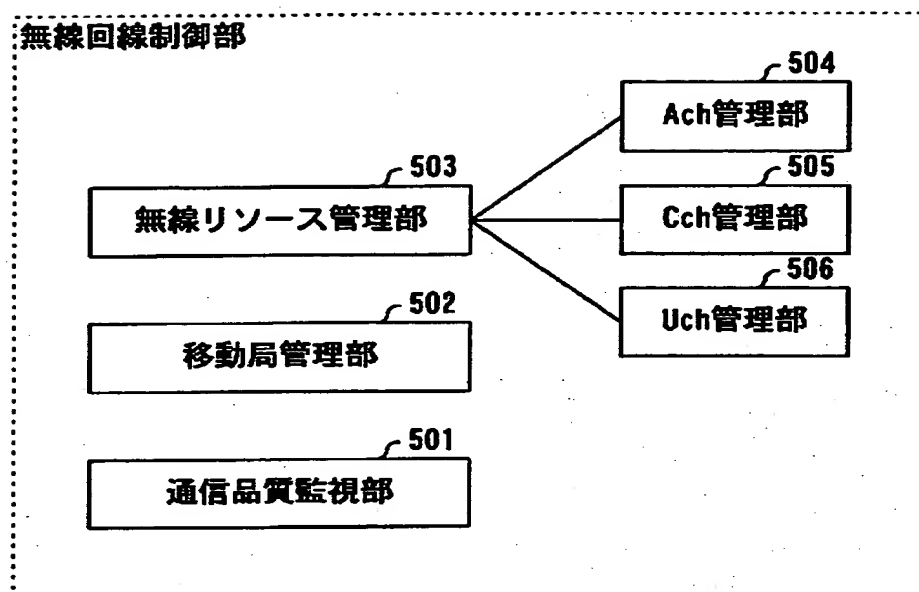 無線回線制御部
504
Ach管理部
503
無線リソース管理部
505
Cch管理部
506
Uch管理部
502
移動局管理部
501
通信品質監視部